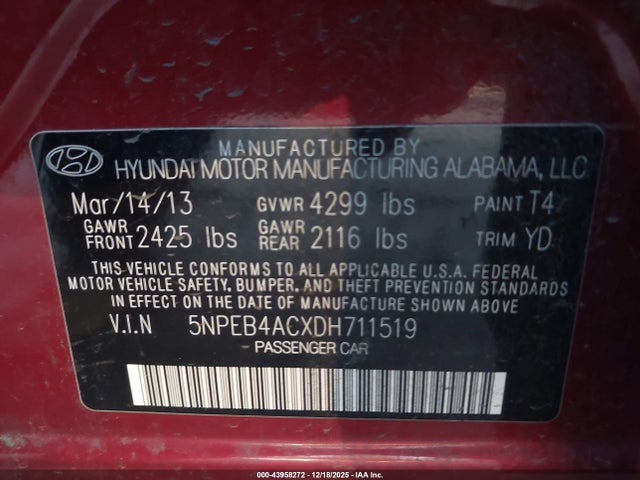 MANUFACTURED BY
HYUNDAI MOTOR MANUFACTURING ALABAMA, LLC
Mar/14/13 GVWR 4299 lbs PAINT T4
GAWR FRONT 2425 lbs GAWR REAR 2116 lbs TRIM YD
THIS VEHICLE CONFORMS TO ALL APPLICABLE U.S.A. FEDERAL
MOTOR VEHICLE SAFETY, BUMPER, AND THEFT PREVENTION STANDARDS
IN EFFECT ON THE DATE OF MANUFACTURE SHOWN ABOVE
V.I.N 5NPEB4ACXDH711519
PASSENGER CAR
000-43958272 - 12/18/2025 - IAA Inc.